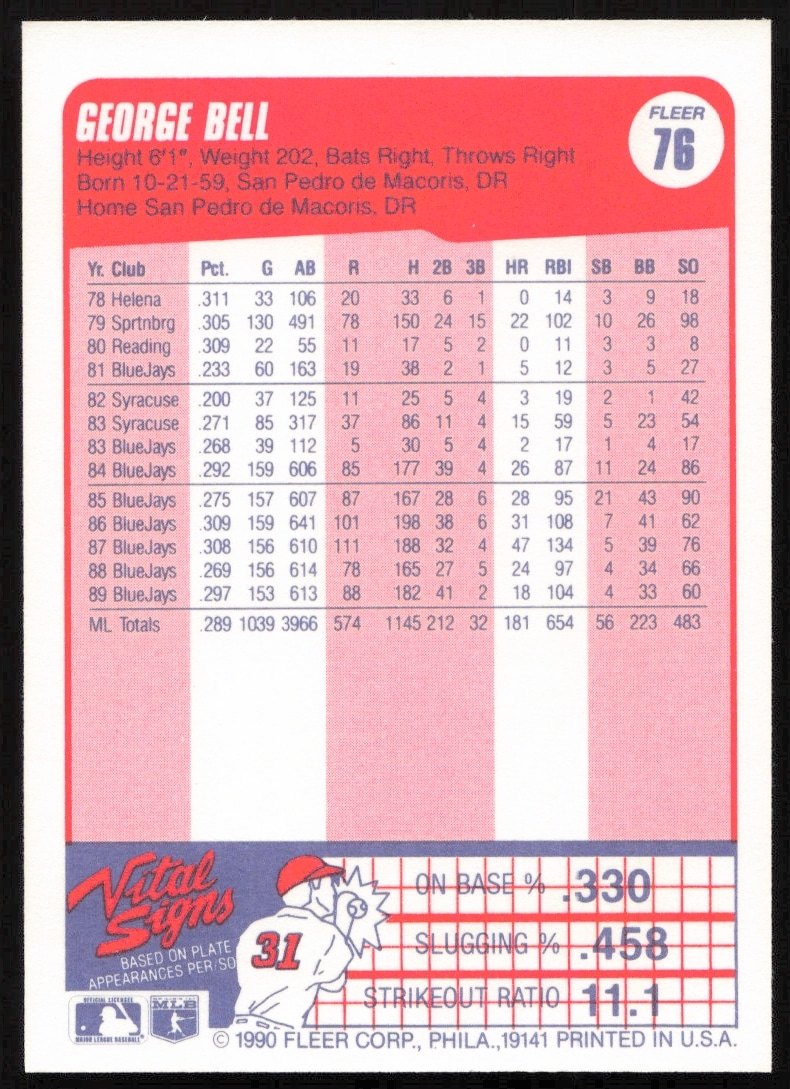 GEORGE BELL
FLEER
76
Height 6'1", Weight 202, Bats Right, Throws Right
Born 10-21-59, San Pedro de Macoris, DR
Home San Pedro de Macoris, DR
Yr. Club Pct. G AB R H 2B 3B HR RBI SB BB SO
78 Helena .311 33 106 20 33 6 1 0 14 3 9 18
79 Sprtnbrg .305 130 491 78 150 24 15 22 102 10 26 98
80 Reading .309 22 55 11 17 5 2 0 11 3 3 8
81 BlueJays .233 60 163 19 38 2 1 5 12 3 5 27
82 Syracuse .200 37 125 11 25 5 4 3 19 2 1 42
83 Syracuse .271 85 317 37 86 11 4 15 59 5 23 54
83 BlueJays .268 39 112 5 30 5 4 2 17 1 4 17
84 BlueJays .292 159 606 85 177 39 4 26 87 11 24 86
85 BlueJays .275 157 607 87 167 28 6 28 95 21 43 90
86 BlueJays .309 159 641 101 198 38 6 31 108 7 41 62
87 BlueJays .308 156 610 111 188 32 4 47 134 5 39 76
88 BlueJays .269 156 614 78 165 27 5 24 97 4 34 66
89 BlueJays .297 153 613 88 182 41 2 18 104 4 33 60
ML Totals .289 1039 3966 574 1145 212 32 181 654 56 223 483
Vital
Signs
BASED ON PLATE
APPEARANCES PER/SO
31
ON BASE % .330
SLUGGING % .458
STRIKEOUT RATIO 11.1
OFFICIAL LICENSEE
MAJOR LEAGUE BASEBALL
MLB
© 1990 FLEER CORP., PHILA.,19141 PRINTED IN U.S.A.